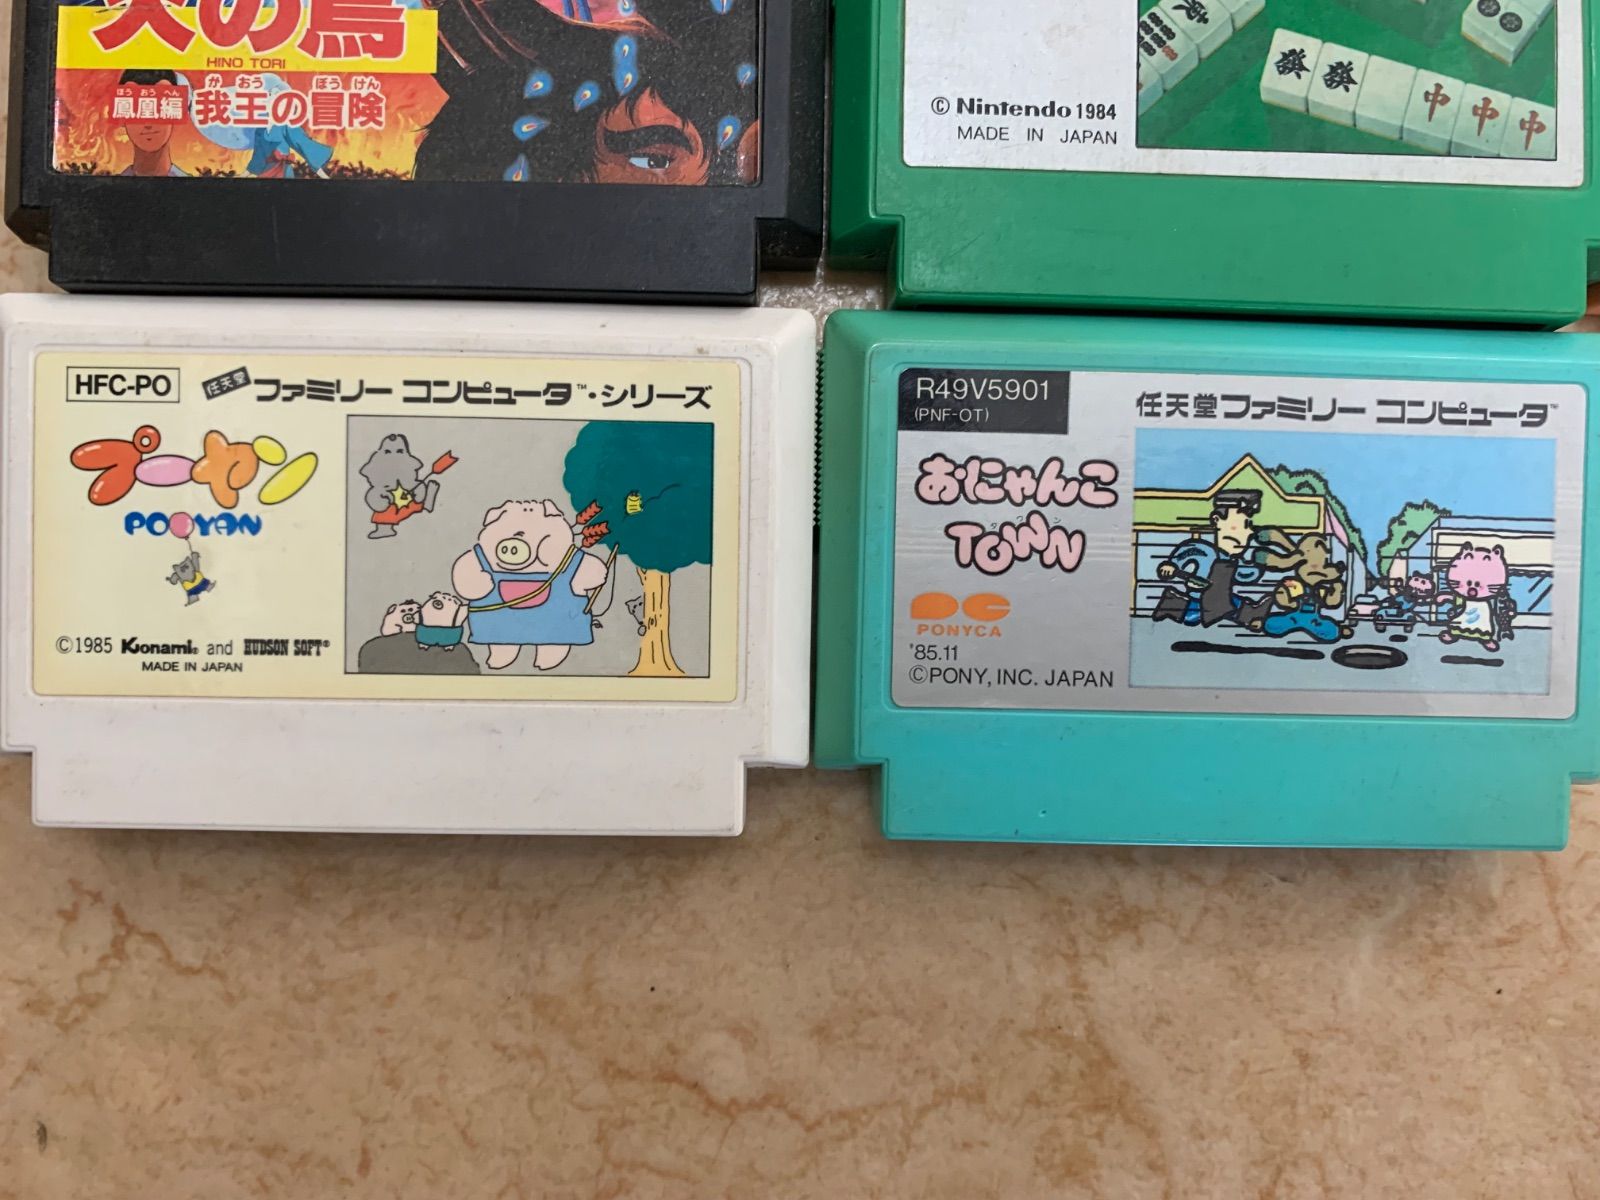 火の鳥
HINO TORI
ほうおうへん がおう ぼうけん
鳳凰編 我王の冒険
© Nintendo 1984
MADE IN JAPAN
發 發 中 中 中
HFC-PO
任天堂 ファミリー コンピュータ™・シリーズ
プーヤン
POOYAN
©1985 Konami® and HUDSON SOFT®
MADE IN JAPAN
R49V5901
(PNF-OT)
任天堂 ファミリー コンピュータ™
おにゃんこ
タウン
TOWN
PONYCA
'85.11
©PONY, INC. JAPAN